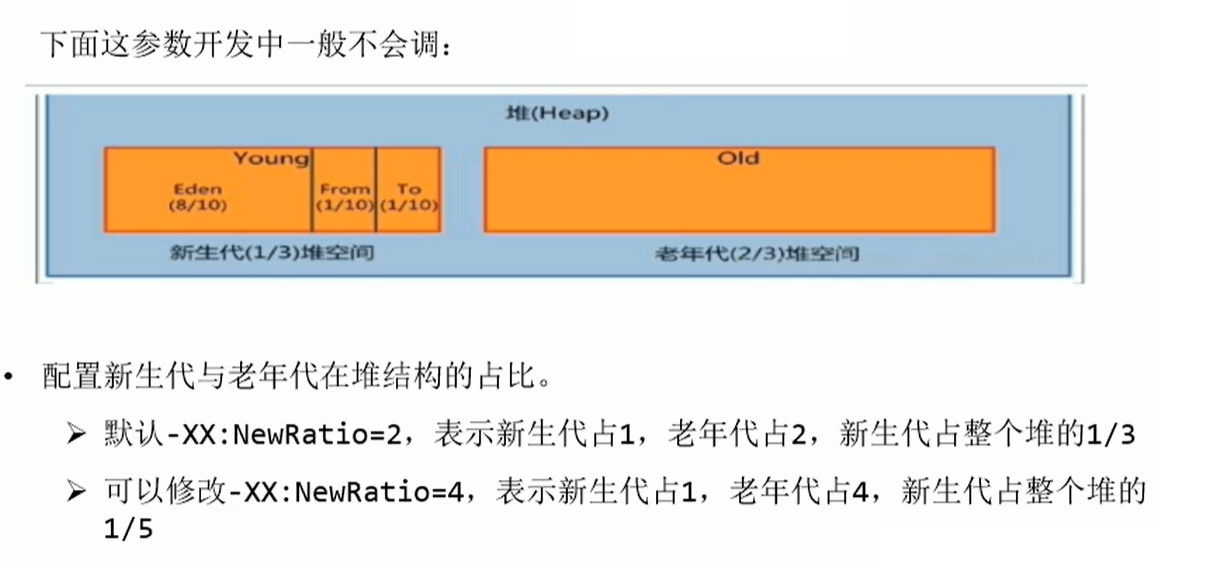 下面这参数开发中一般不会调：
堆(Heap)
Young
Eden
(8/10)
From
(1/10)
To
(1/10)
新生代(1/3)堆空间
Old
老年代(2/3)堆空间
• 配置新生代与老年代在堆结构的占比。
➢ 默认-XX:NewRatio=2，表示新生代占1，老年代占2，新生代占整个堆的1/3
➢ 可以修改-XX:NewRatio=4，表示新生代占1，老年代占4，新生代占整个堆的
1/5